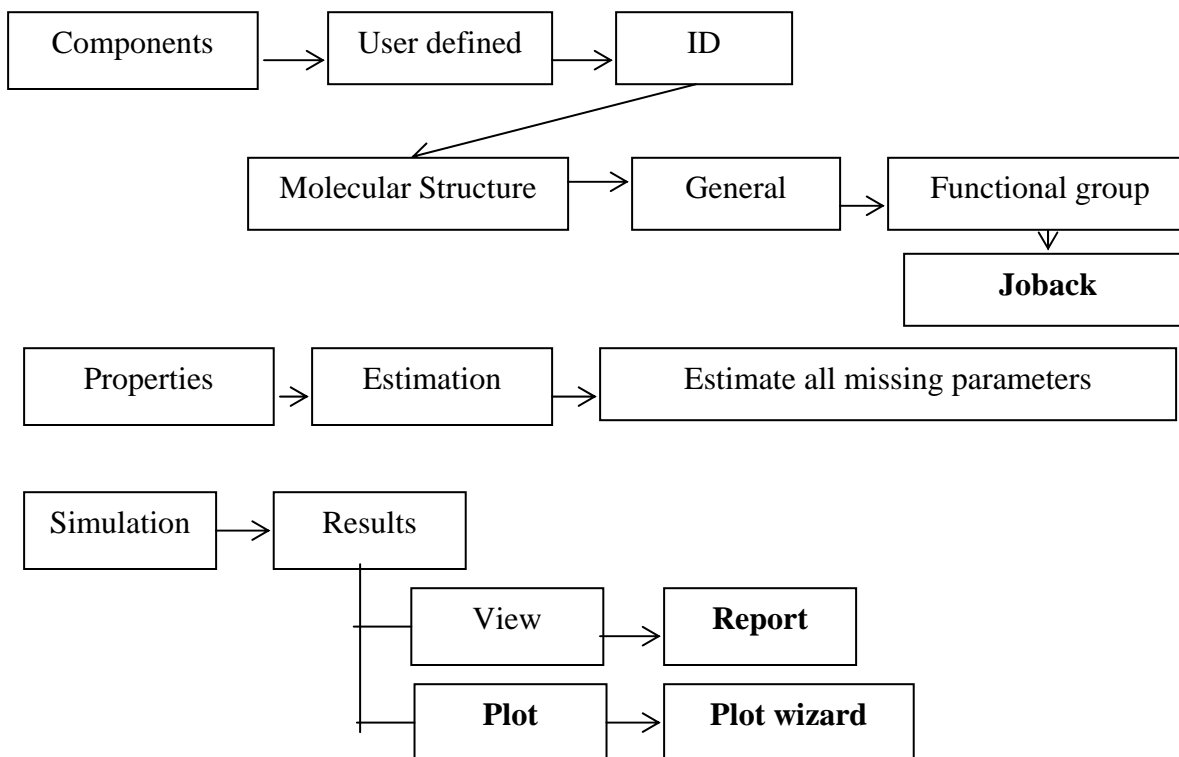 Components
User defined
ID
Molecular Structure
General
Functional group
Joback
Properties
Estimation
Estimate all missing parameters
Simulation
Results
View
Report
Plot
Plot wizard